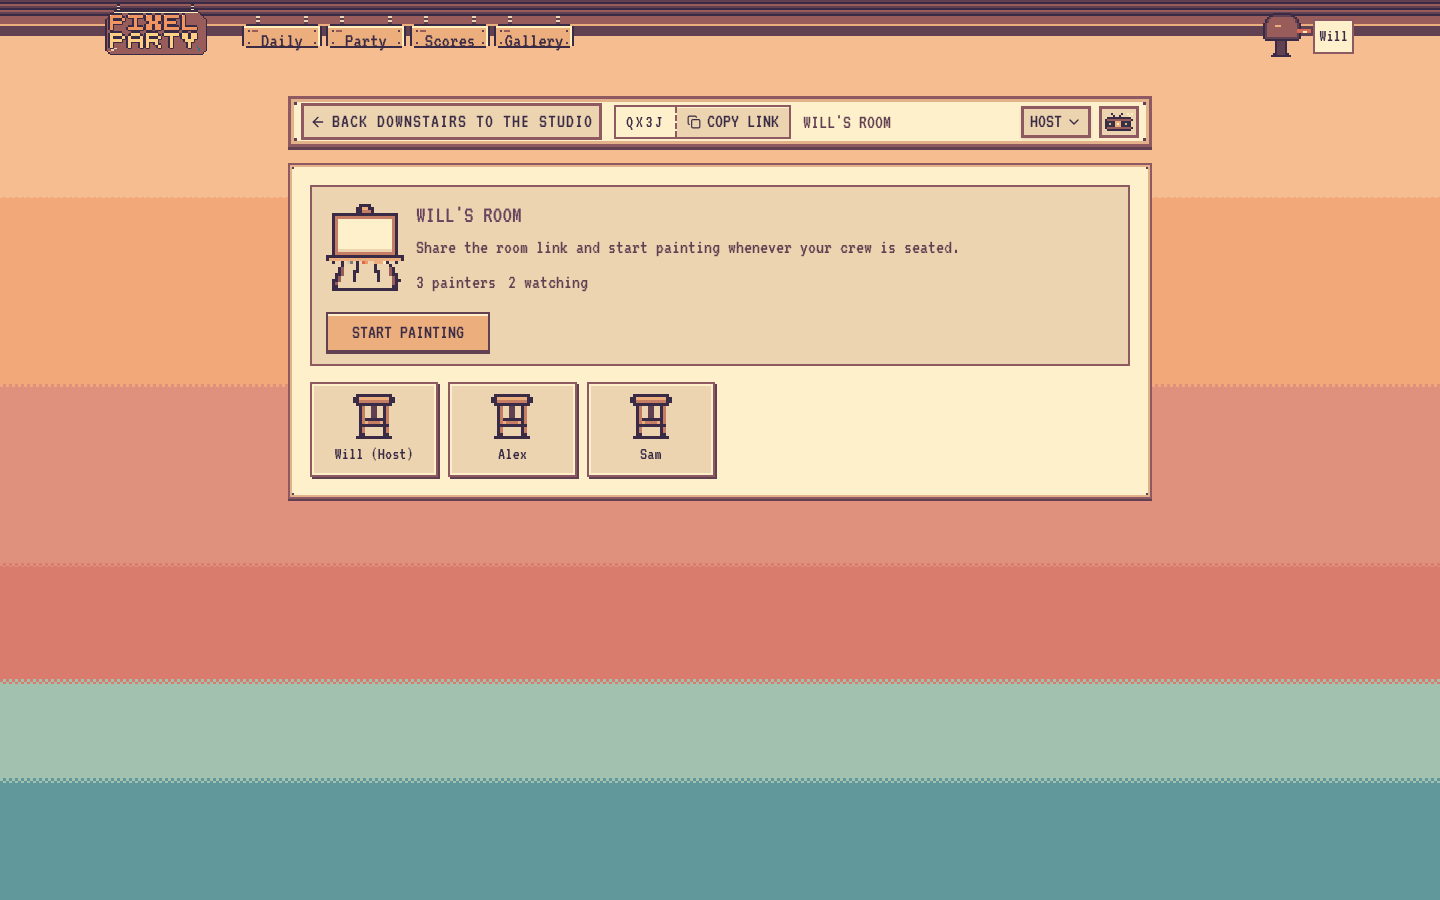 PIXEL
PARTY
Daily
Party
Scores
Gallery
Will
BACK DOWNSTAIRS TO THE STUDIO
QX3J
COPY LINK
WILL'S ROOM
HOST
WILL'S ROOM
Share the room link and start painting whenever your crew is seated.
3 painters 2 watching
START PAINTING
Will (Host)
Alex
Sam